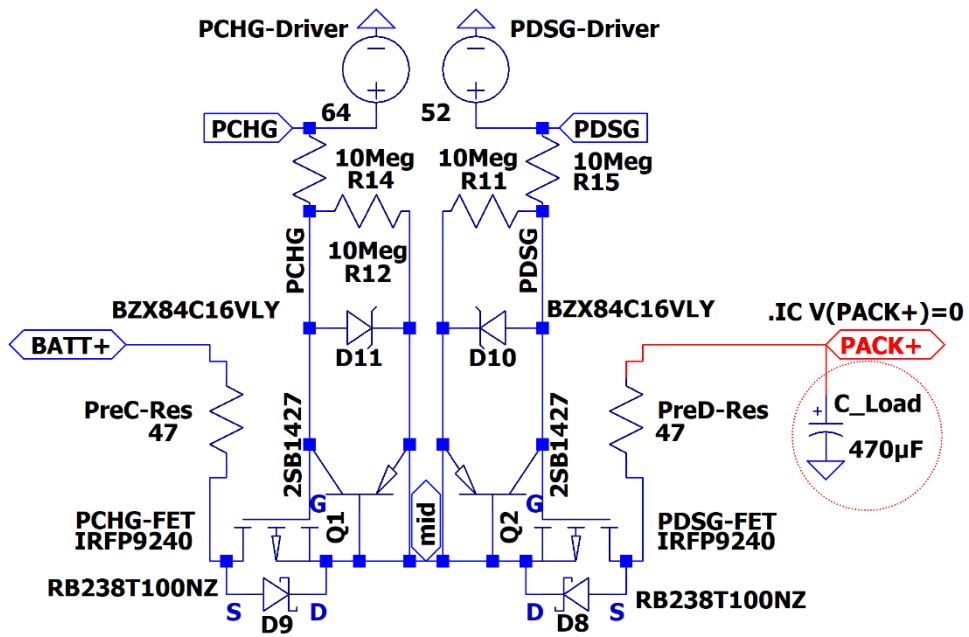 PCHG-Driver
PDSG-Driver
64
52
PCHG
PDSG
10Meg
R14
10Meg
R11
R15
10Meg
R12
PCHG
PDSG
BZX84C16VLY
BZX84C16VLY
.IC V(PACK+)=0
BATT+
D11
D10
PACK+
PreC-Res
47
2SB1427
2SB1427
PreD-Res
47
+
C_Load
470µF
PCHG-FET
IRFP9240
G
Q1
mid
Q2
G
PDSG-FET
IRFP9240
RB238T100NZ
S
D
D9
D
S
D8
RB238T100NZ